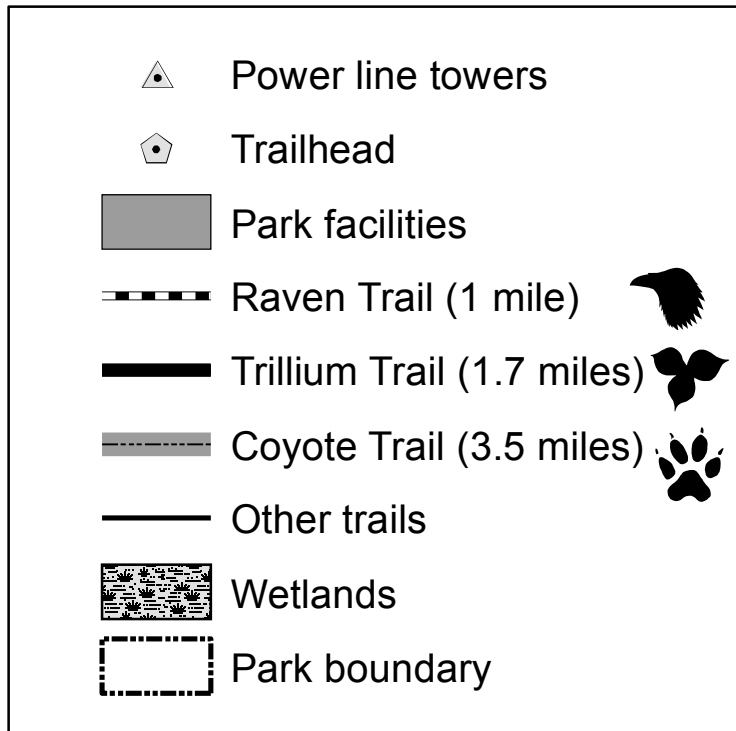 Power line towers
Trailhead
Park facilities
Raven Trail (1 mile)
Trillium Trail (1.7 miles)
Coyote Trail (3.5 miles)
Other trails
Wetlands
Park boundary